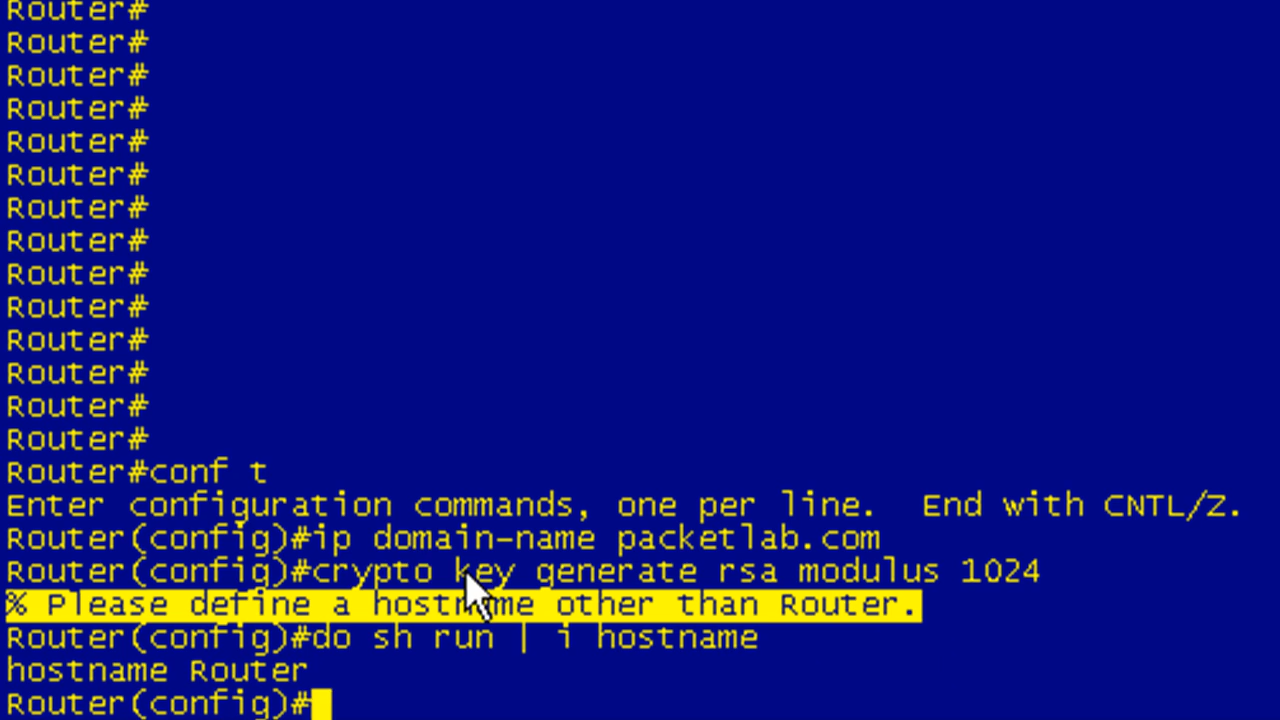 Router#
Router#
Router#
Router#
Router#
Router#
Router#
Router#
Router#
Router#
Router#
Router#
Router#
Router#
Router#conf t
Enter configuration commands, one per line.  End with CNTL/Z.
Router(config)#ip domain-name packetlab.com
Router(config)#crypto key generate rsa modulus 1024
% Please define a hostname other than Router.
Router(config)#do sh run | i hostname
hostname Router
Router(config)#